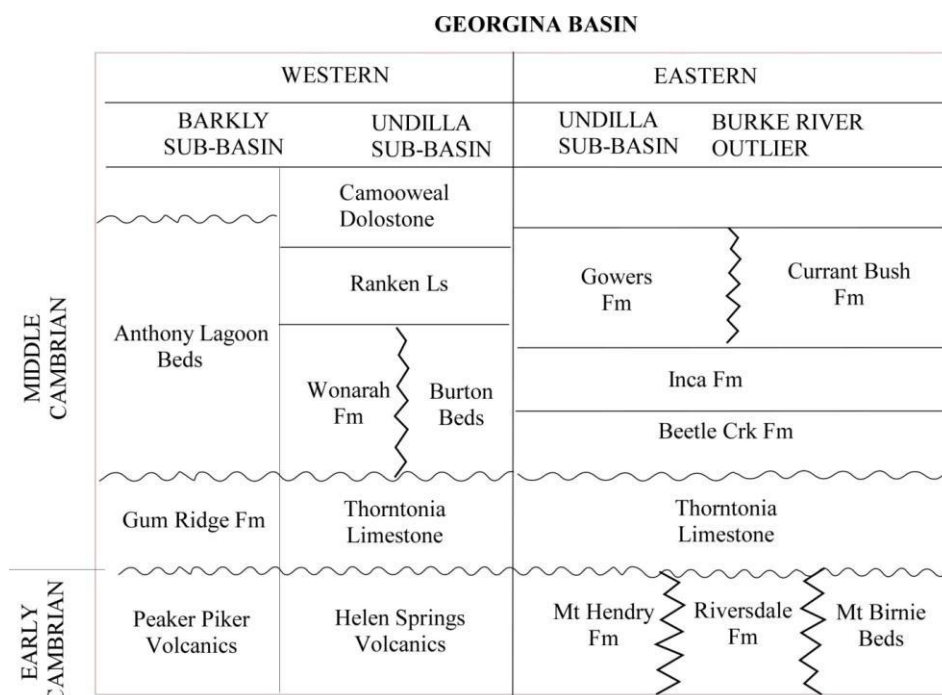 GEORGINA BASIN
WESTERN
EASTERN
BARKLY
SUB-BASIN
UNDILLA
SUB-BASIN
UNDILLA
SUB-BASIN
BURKE RIVER
OUTLIER
MIDDLE
CAMBRIAN
Camooweal
Dolostone
Ranken Ls
Anthony Lagoon
Beds
Wonarah
Fm
Burton
Beds
Gowers
Fm
Currant Bush
Fm
Inca Fm
Beetle Crk Fm
Gum Ridge Fm
Thorntonia
Limestone
Thorntonia
Limestone
EARLY
CAMBRIAN
Peaker Piker
Volcanics
Helen Springs
Volcanics
Mt Hendry
Fm
Riversdale
Fm
Mt Birnie
Beds